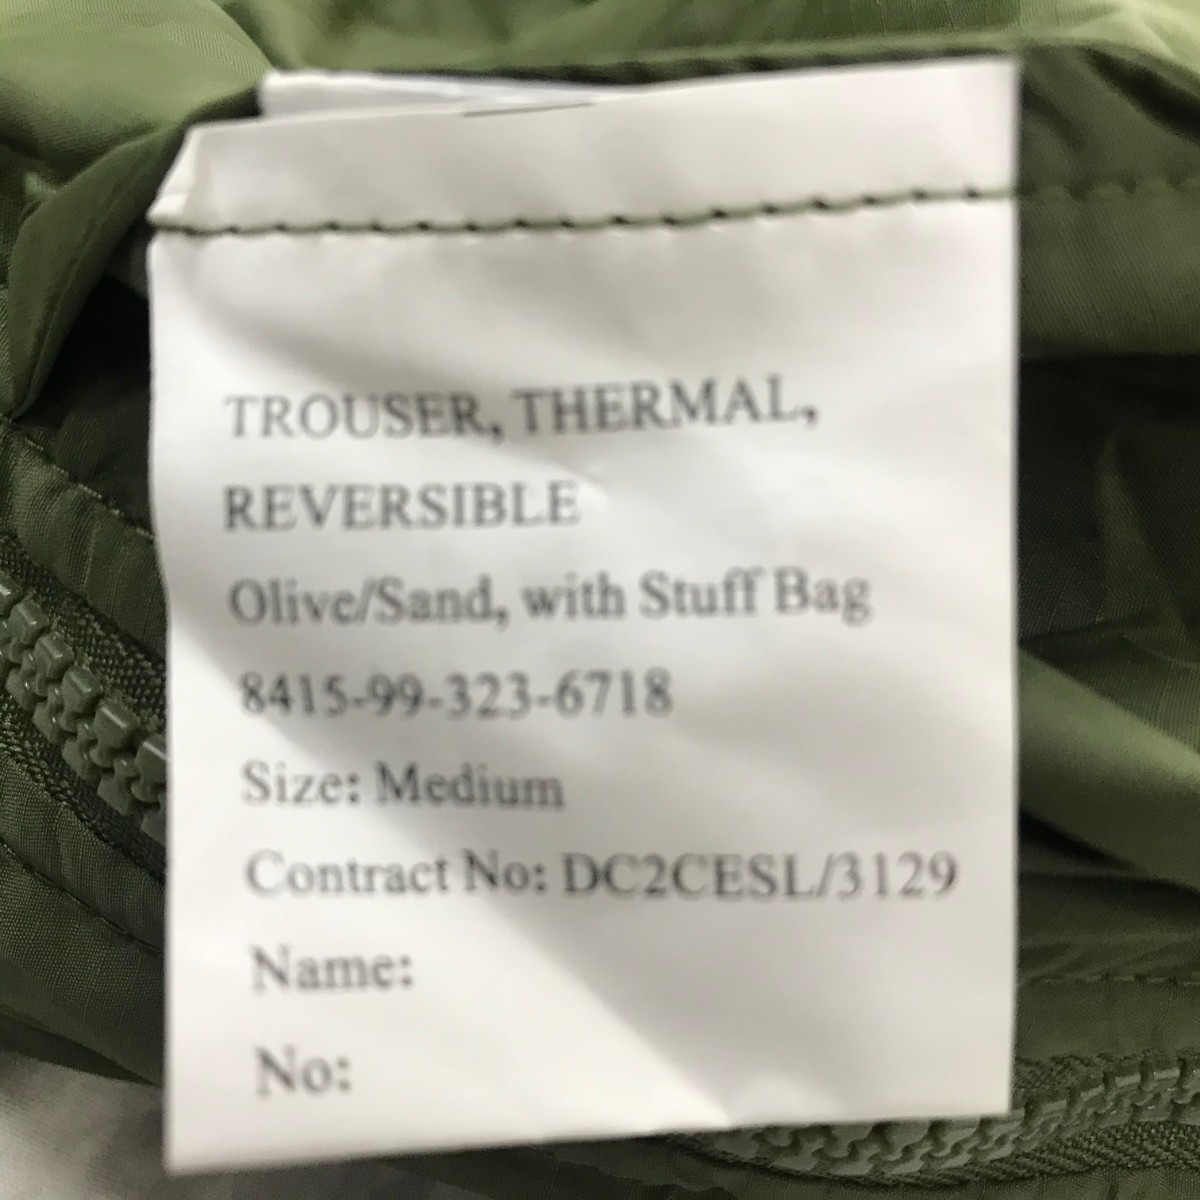 TROUSER, THERMAL,
REVERSIBLE
Olive/Sand, with Stuff Bag
8415-99-323-6718
Size: Medium
Contract No: DC2CESL/3129
Name:
No: